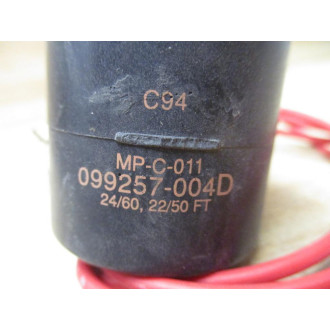 C94
MP-C-011
099257-004D
24/60, 22/50 FT